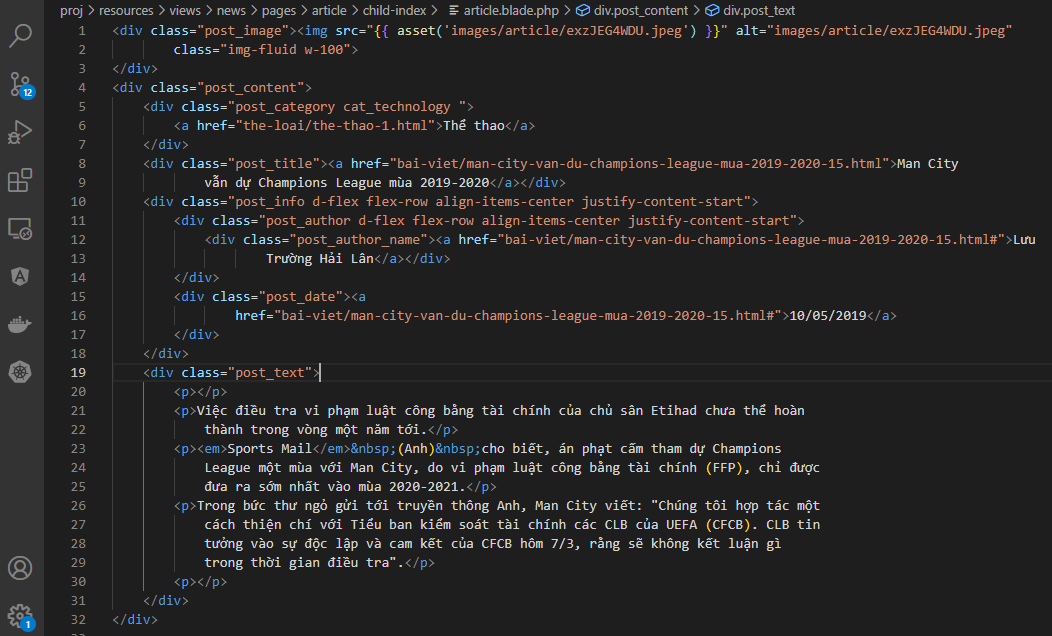 proj > resources > views > news > pages > article > child-index > article.blade.php > div.post_content > div.post_text
1 <div class="post_image"><img src="{{ asset('images/article/exzJEG4WDU.jpeg') }}" alt="images/article/exzJEG4WDU.jpeg"
2 class="img-fluid w-100">
3 </div>
4 <div class="post_content">
5 <div class="post_category cat_technology ">
6 <a href="the-loai/the-thao-1.html">Thể thao</a>
7 </div>
8 <div class="post_title"><a href="bai-viet/man-city-van-du-champions-league-mua-2019-2020-15.html">Man City
9 vẫn dự Champions League mùa 2019-2020</a></div>
10 <div class="post_info d-flex flex-row align-items-center justify-content-start">
11 <div class="post_author d-flex flex-row align-items-center justify-content-start">
12 <div class="post_author_name"><a href="bai-viet/man-city-van-du-champions-league-mua-2019-2020-15.html#">Lưu
13 Trường Hải Lân</a></div>
14 </div>
15 <div class="post_date"><a
16 href="bai-viet/man-city-van-du-champions-league-mua-2019-2020-15.html#">10/05/2019</a>
17 </div>
18 </div>
19 <div class="post_text">
20 <p></p>
21 <p>Việc điều tra vi phạm luật công bằng tài chính của chủ sân Etihad chưa thể hoàn
22 thành trong vòng một năm tới.</p>
23 <p><em>Sports Mail</em>&nbsp;(Anh)&nbsp;cho biết, án phạt cấm tham dự Champions
24 League một mùa với Man City, do vi phạm luật công bằng tài chính (FFP), chỉ được
25 đưa ra sớm nhất vào mùa 2020-2021.</p>
26 <p>Trong bức thư ngỏ gửi tới truyền thông Anh, Man City viết: "Chúng tôi hợp tác một
27 cách thiện chí với Tiểu ban kiểm soát tài chính các CLB của UEFA (CFCB). CLB tin
28 tưởng vào sự độc lập và cam kết của CFCB hôm 7/3, rằng sẽ không kết luận gì
29 trong thời gian điều tra".</p>
30 <p></p>
31 </div>
32 </div>
12
1